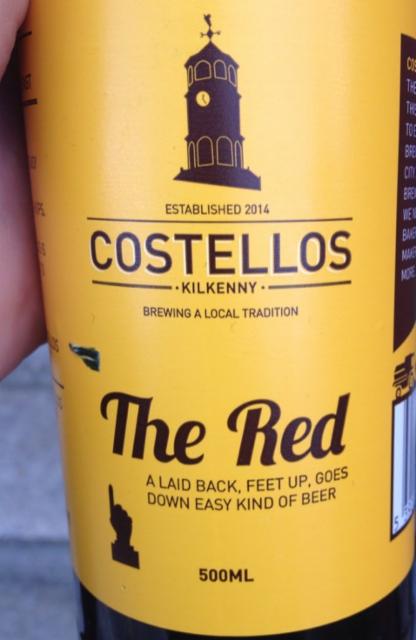 ESTABLISHED 2014
COSTELLOS
·KILKENNY·
BREWING A LOCAL TRADITION
The Red
A LAID BACK, FEET UP, GOES
DOWN EASY KIND OF BEER
500ML